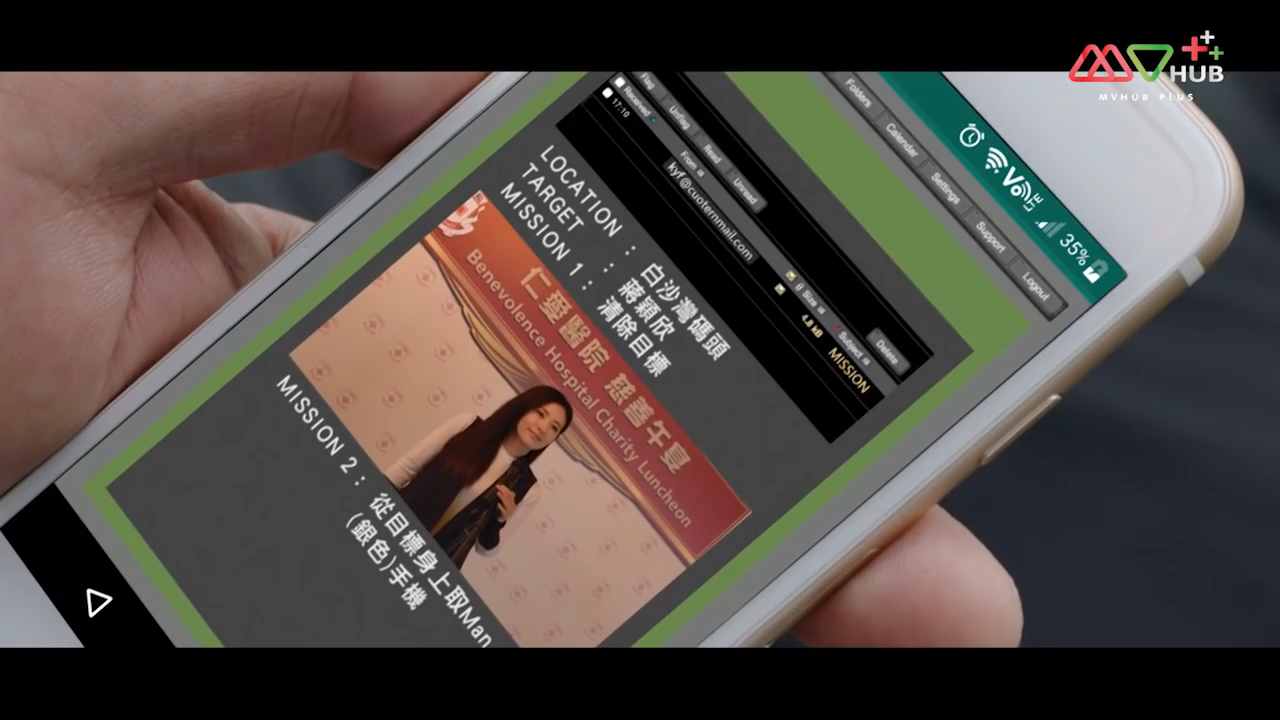 MVHUB
MVHUB PLUS
35%
Folders
Calendar
Settings
Support
Logout
Flag
Unflag
Read
Unread
Delete
Received
From
Size
Subject
17:10
kyf@cuoternmail.com
4.8 kB
MISSION
LOCATION : 白沙灣碼頭
TARGET : 蔣穎欣
MISSION 1 : 清除目標
仁愛醫院 慈善午宴
Benevolence Hospital Charity Luncheon
MISSION 2 : 從目標身上取Man
(銀色)手機